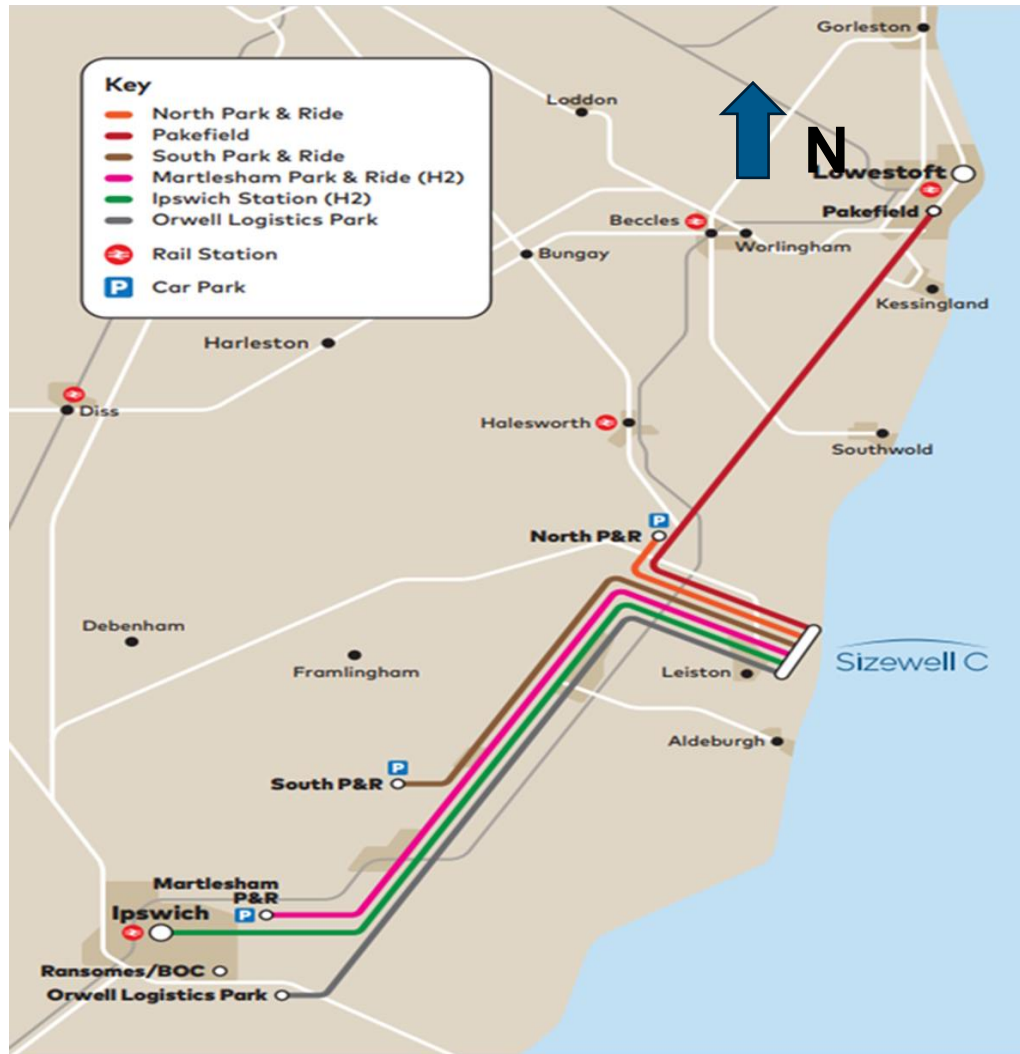 Gorleston
Key
North Park & Ride
Pakefield
South Park & Ride
Martlesham Park & Ride (H2)
Ipswich Station (H2)
Orwell Logistics Park
Rail Station
P Car Park
Loddon
N
Lowestoft
Pakefield
Beccles
Worlingham
Bungay
Kessingland
Harleston
Diss
Halesworth
Southwold
P
North P&R
Debenham
Framlingham
Leiston
Sizewell C
Aldeburgh
P
South P&R
Martlesham
P&R
P
Ipswich
Ransomes/BOC
Orwell Logistics Park